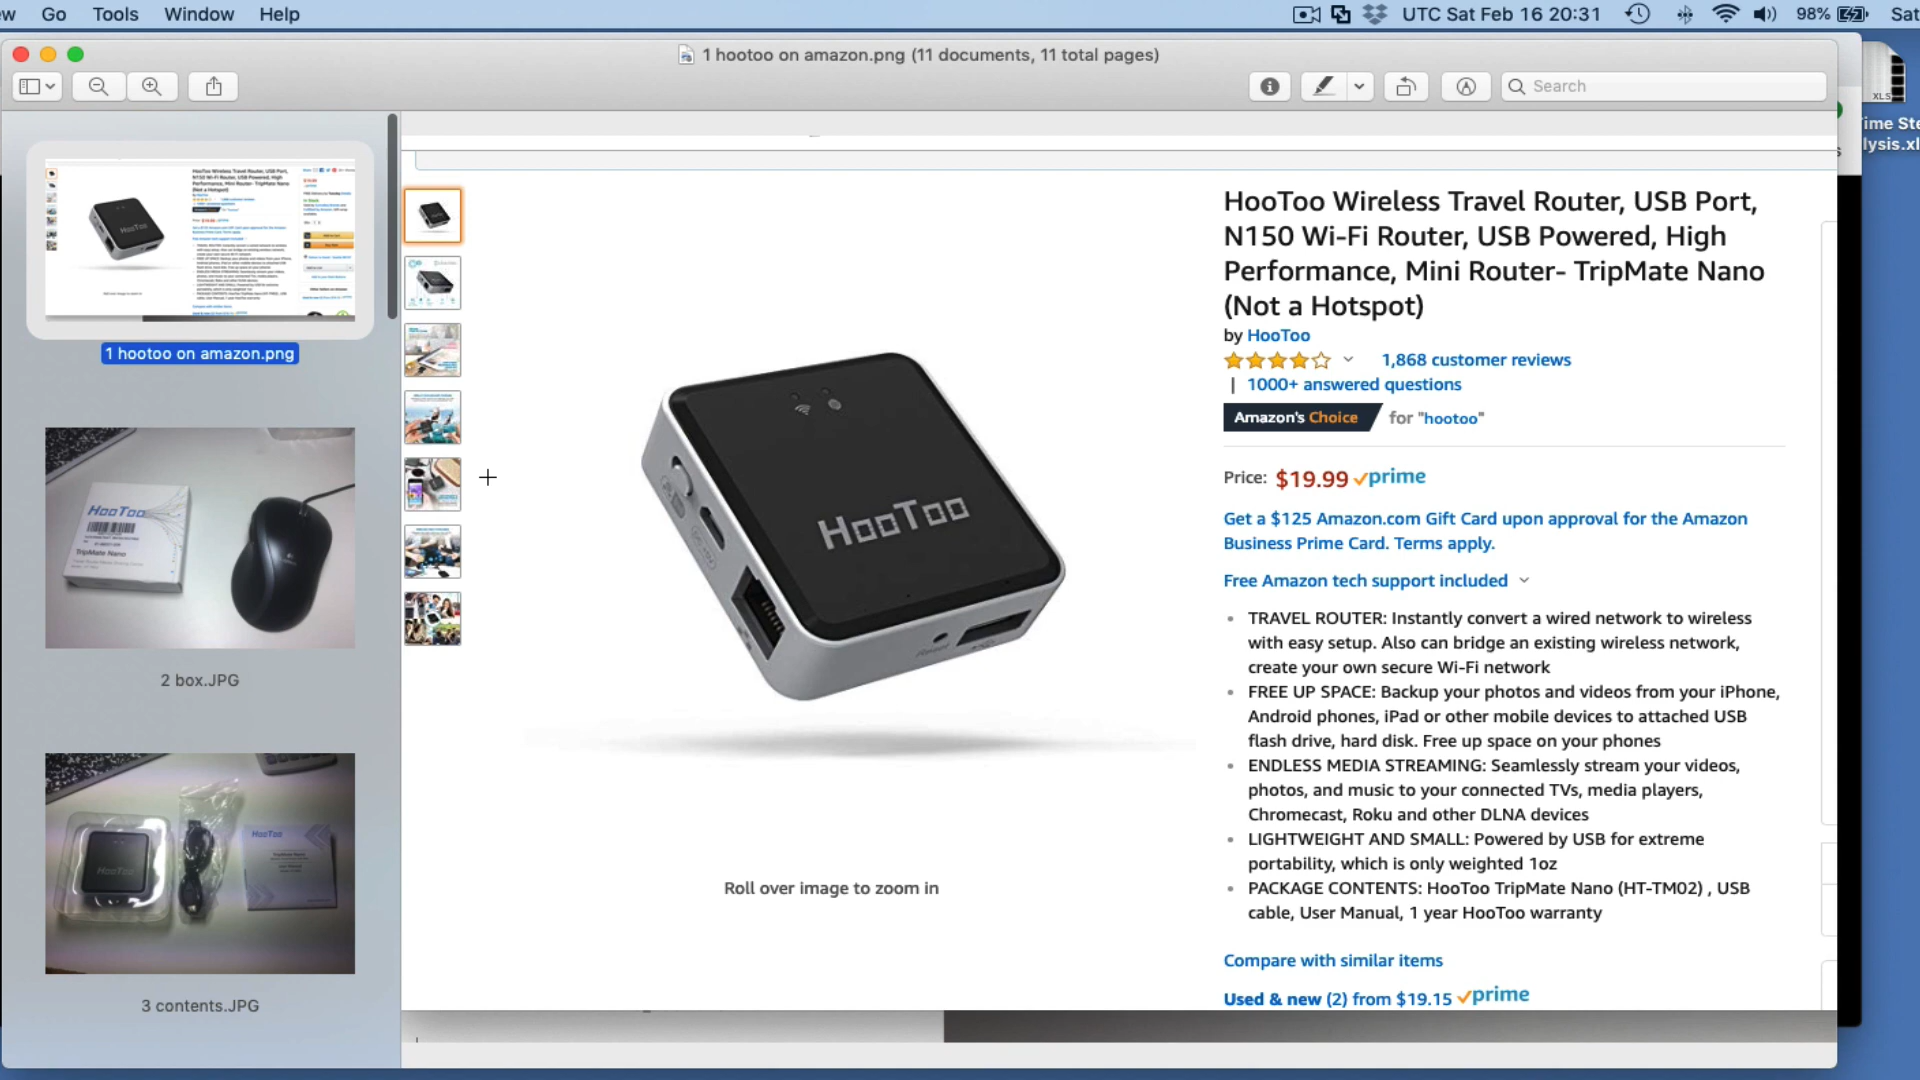 w Go Tools Window Help
UTC Sat Feb 16 20:31 98% Sat
1 hootoo on amazon.png (11 documents, 11 total pages)
Search
XLS
ime Ste
lysis.xl
1 hootoo on amazon.png
HooToo
TripMate Nano
2 box.JPG
HooToo
3 contents.JPG
HooToo
Reset
Roll over image to zoom in
HooToo Wireless Travel Router, USB Port,
N150 Wi-Fi Router, USB Powered, High
Performance, Mini Router- TripMate Nano
(Not a Hotspot)
by HooToo
1,868 customer reviews
| 1000+ answered questions
Amazon's Choice for "hootoo"
Price: $19.99 prime
Get a $125 Amazon.com Gift Card upon approval for the Amazon
Business Prime Card. Terms apply.
Free Amazon tech support included
• TRAVEL ROUTER: Instantly convert a wired network to wireless
with easy setup. Also can bridge an existing wireless network,
create your own secure Wi-Fi network
• FREE UP SPACE: Backup your photos and videos from your iPhone,
Android phones, iPad or other mobile devices to attached USB
flash drive, hard disk. Free up space on your phones
• ENDLESS MEDIA STREAMING: Seamlessly stream your videos,
photos, and music to your connected TVs, media players,
Chromecast, Roku and other DLNA devices
• LIGHTWEIGHT AND SMALL: Powered by USB for extreme
portability, which is only weighted 1oz
• PACKAGE CONTENTS: HooToo TripMate Nano (HT-TM02) , USB
cable, User Manual, 1 year HooToo warranty
Compare with similar items
Used & new (2) from $19.15 prime